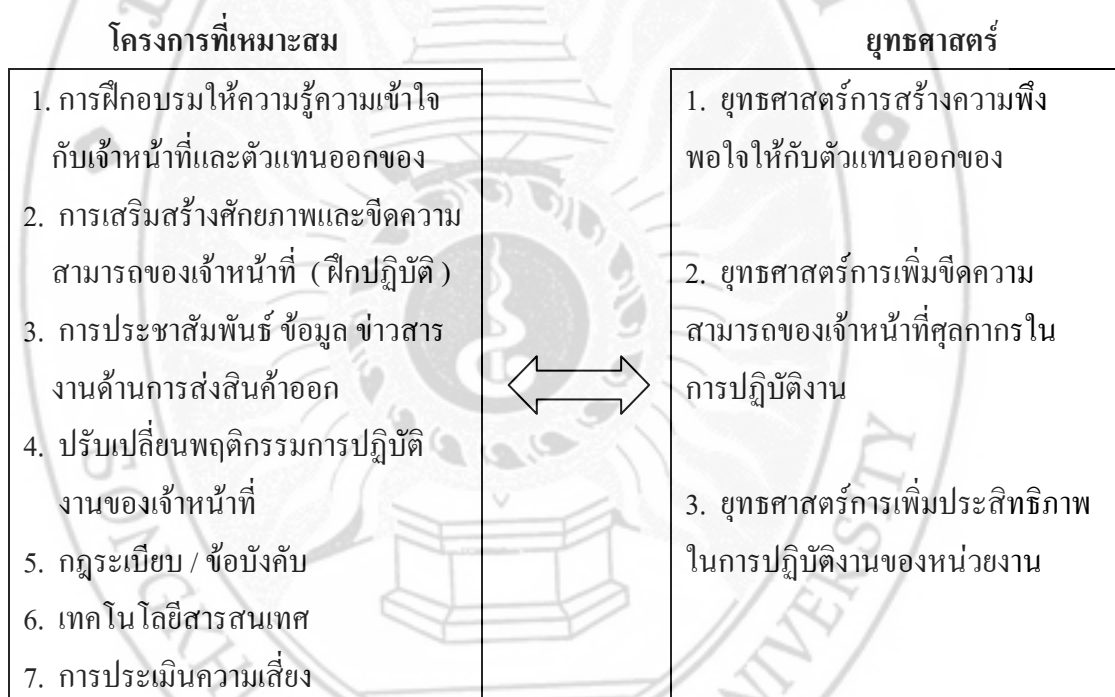 โครงการที่เหมาะสม
1. การฝึกอบรมให้ความรู้ความเข้าใจ
กับเจ้าหน้าที่และตัวแทนออกของ
2. การเสริมสร้างศักยภาพและขีดความ
สามารถของเจ้าหน้าที่ ( ฝึกปฏิบัติ )
3. การประชาสัมพันธ์ ข้อมูล ข่าวสาร
งานด้านการส่งสินค้าออก
4. ปรับเปลี่ยนพฤติกรรมการปฏิบัติ
งานของเจ้าหน้าที่
5. กฎระเบียบ / ข้อบังคับ
6. เทคโนโลยีสารสนเทศ
7. การประเมินความเสี่ยง
ยุทธศาสตร์
1. ยุทธศาสตร์การสร้างความพึง
พอใจให้กับตัวแทนออกของ
2. ยุทธศาสตร์การเพิ่มขีดความ
สามารถของเจ้าหน้าที่ศุลกากรใน
การปฏิบัติงาน
3. ยุทธศาสตร์การเพิ่มประสิทธิภาพ
ในการปฏิบัติงานของหน่วยงาน